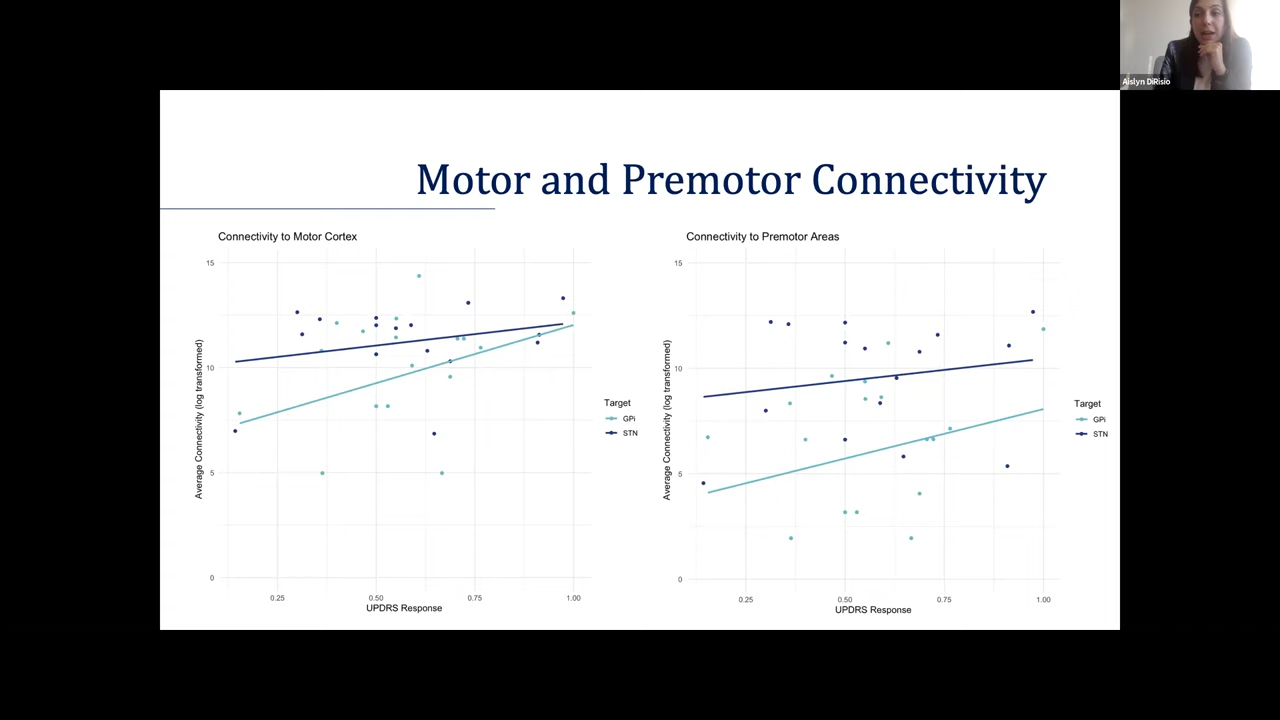 Aislyn DiRisio
Motor and Premotor Connectivity
Connectivity to Motor Cortex
15
10
5
0
Average Connectivity (log transformed)
0.25
0.50
0.75
1.00
UPDRS Response
Target
GPi
STN
Connectivity to Premotor Areas
15
10
5
0
Average Connectivity (log transformed)
0.25
0.50
0.75
1.00
UPDRS Response
Target
GPi
STN